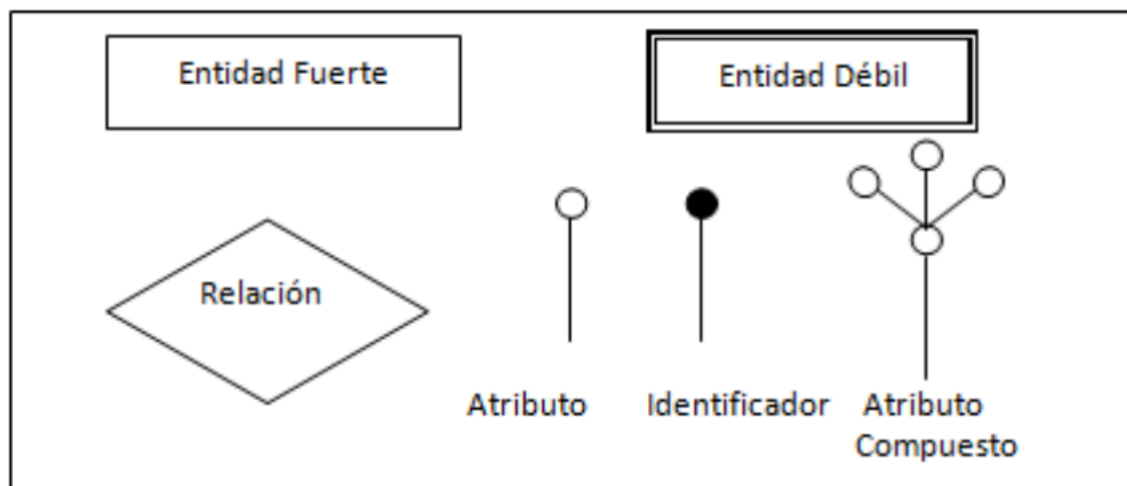 Entidad Fuerte
Entidad Débil
Relación
Atributo
Identificador
Atributo
Compuesto